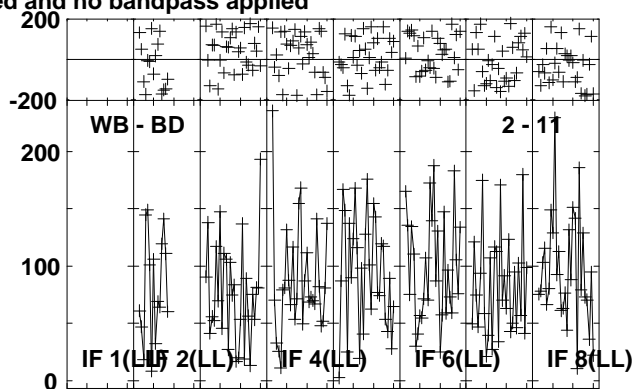 ed and no bandpass applied
200
-200
WB - BD 2 - 11
200
100
0
IF 1(LL) IF 2(LL) IF 4(LL) IF 6(LL) IF 8(LL)